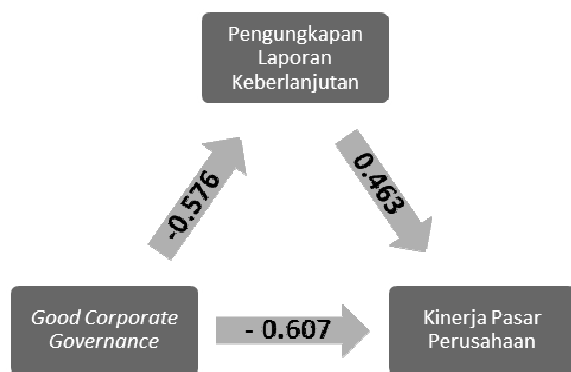 Pengungkapan
Laporan
Keberlanjutan
-0.576
0.463
Good Corporate
Governance
- 0.607
Kinerja Pasar
Perusahaan